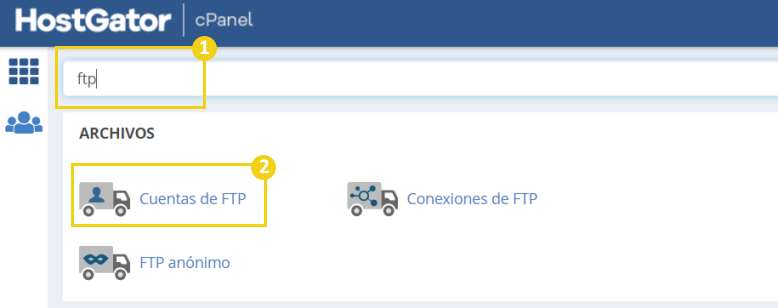 HostGator cPanel
1
ftp
ARCHIVOS
2
Cuentas de FTP Conexiones de FTP
FTP anónimo